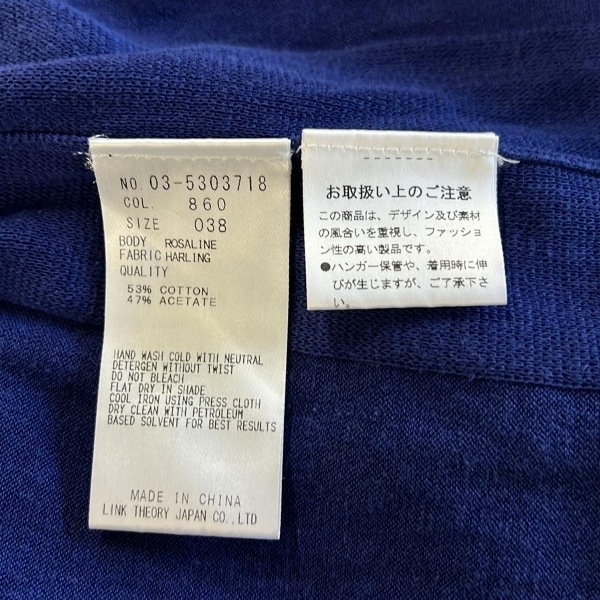 NO. 03-5303718
COL. 860
SIZE 038
BODY ROSALINE
FABRIC HARLING
QUALITY
53% COTTON
47% ACETATE
HAND WASH COLD WITH NEUTRAL
DETERGEN WITHOUT TWIST
DO NOT BLEACH
FLAT DRY IN SHADE
COOL IRON USING PRESS CLOTH
DRY CLEAN WITH PETROLEUM
BASED SOLVENT FOR BEST RESULTS
MADE IN CHINA
LINK THEORY JAPAN CO.,LTD
お取扱い上のご注意
この商品は、デザイン及び素材
の風合いを重視し、ファッショ
ン性の高い製品です。
●ハンガー保管や、着用時に伸
びが生じますが、ご了承下さ
い。